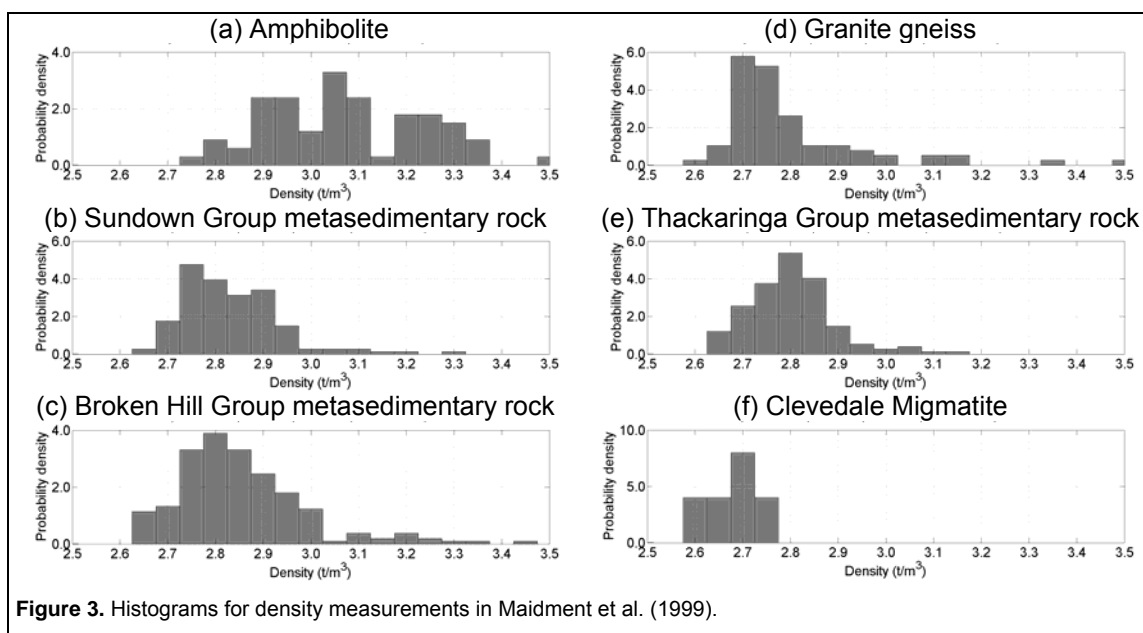 (a) Amphibolite
4.0
2.0
0.0
Probability density
2.5 2.6 2.7 2.8 2.9 3.0 3.1 3.2 3.3 3.4 3.5
Density (t/m³)
(b) Sundown Group metasedimentary rock
6.0
4.0
2.0
0.0
Probability density
2.5 2.6 2.7 2.8 2.9 3.0 3.1 3.2 3.3 3.4 3.5
Density (t/m³)
(c) Broken Hill Group metasedimentary rock
4.0
2.0
0.0
Probability density
2.5 2.6 2.7 2.8 2.9 3.0 3.1 3.2 3.3 3.4 3.5
Density (t/m³)
(d) Granite gneiss
6.0
4.0
2.0
0.0
Probability density
2.5 2.6 2.7 2.8 2.9 3.0 3.1 3.2 3.3 3.4 3.5
Density (t/m³)
(e) Thackaringa Group metasedimentary rock
6.0
4.0
2.0
0.0
Probability density
2.5 2.6 2.7 2.8 2.9 3.0 3.1 3.2 3.3 3.4 3.5
Density (t/m³)
(f) Clevedale Migmatite
10.0
5.0
0.0
Probability density
2.5 2.6 2.7 2.8 2.9 3.0 3.1 3.2 3.3 3.4 3.5
Density (t/m³)
Figure 3. Histograms for density measurements in Maidment et al. (1999).